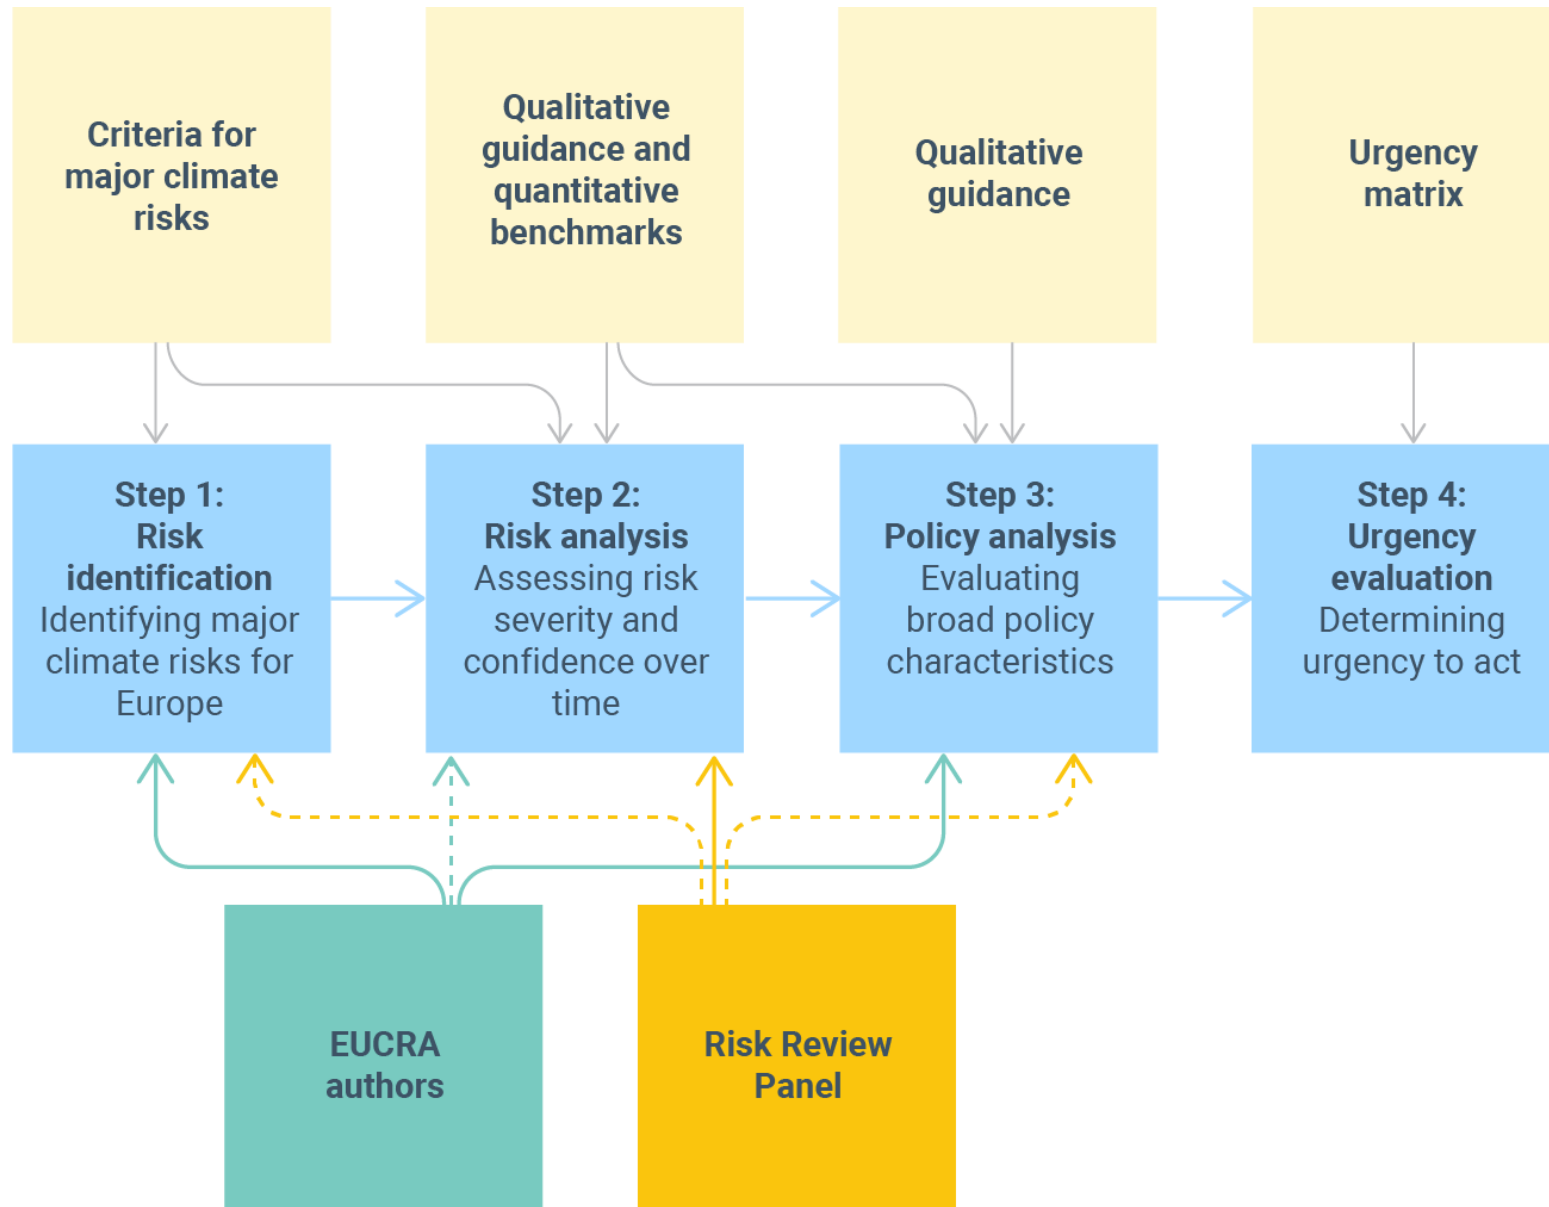 Criteria for
major climate
risks
Qualitative
guidance and
quantitative
benchmarks
Qualitative
guidance
Urgency
matrix
Step 1:
Risk
identification
Identifying major
climate risks for
Europe
Step 2:
Risk analysis
Assessing risk
severity and
confidence over
time
Step 3:
Policy analysis
Evaluating
broad policy
characteristics
Step 4:
Urgency
evaluation
Determining
urgency to act
EUCRA
authors
Risk Review
Panel